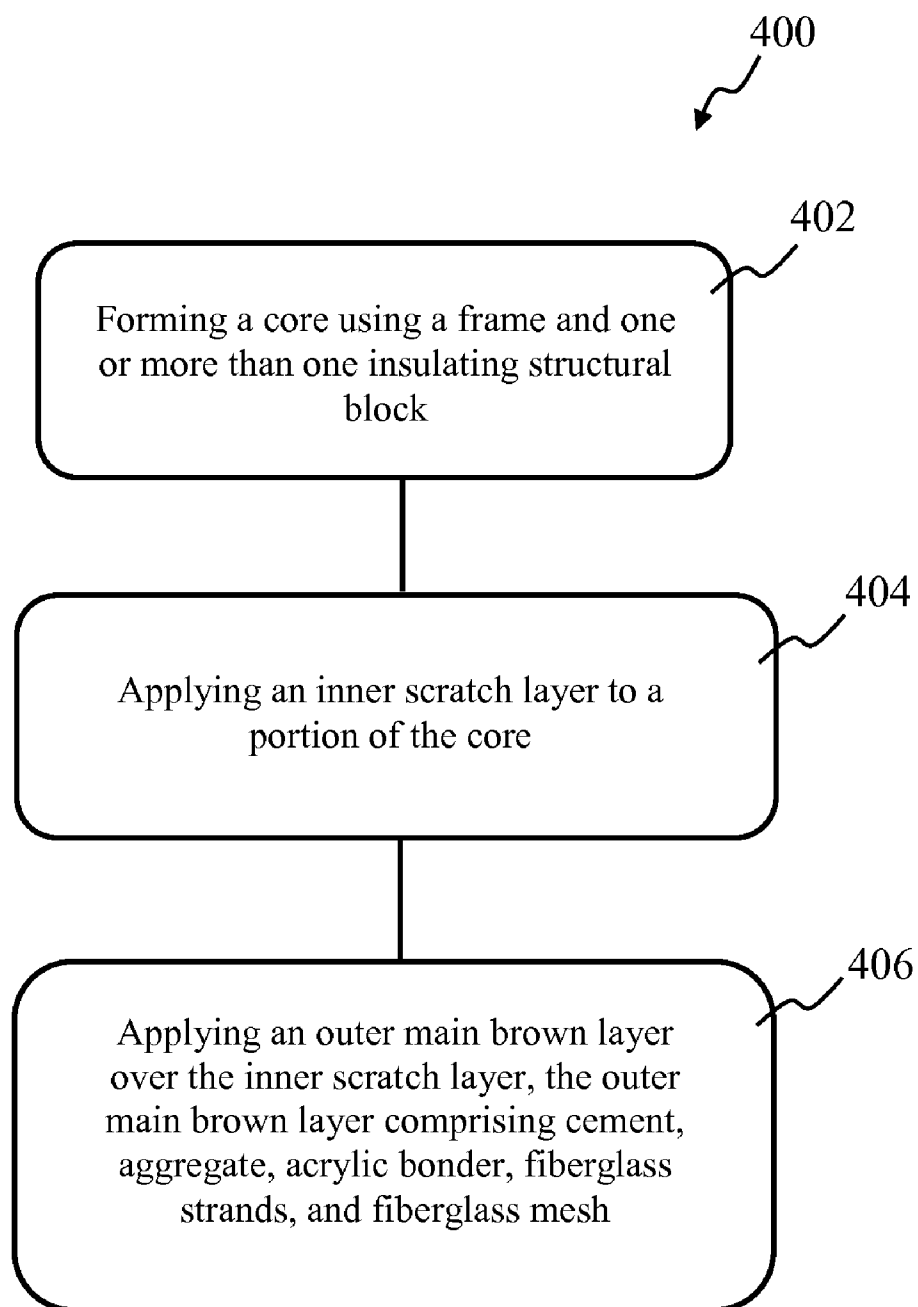 400
402
Forming a core using a frame and one
or more than one insulating structural
block
404
Applying an inner scratch layer to a
portion of the core
406
Applying an outer main brown layer
over the inner scratch layer, the outer
main brown layer comprising cement,
aggregate, acrylic bonder, fiberglass
strands, and fiberglass mesh